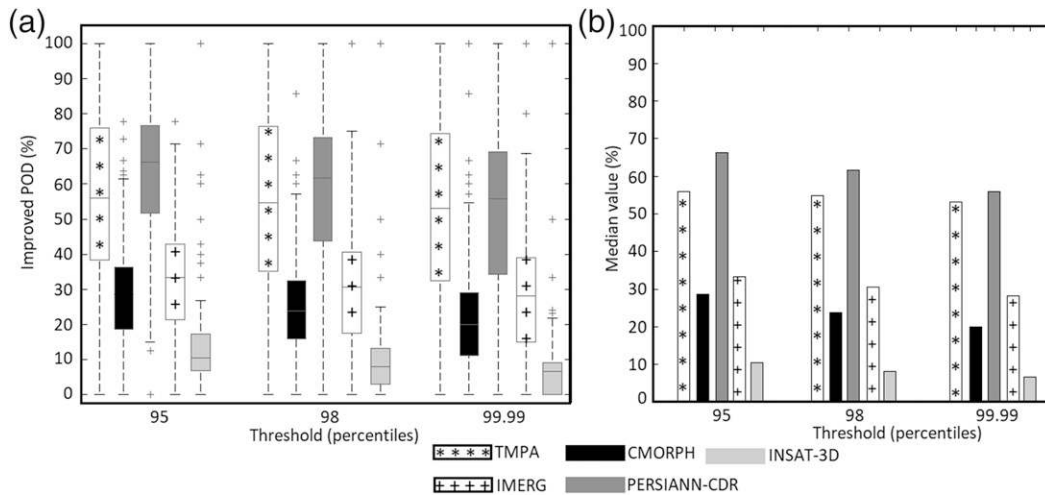 (a)
Improved POD (%)
100
90
80
70
60
50
40
30
20
10
0
95 98 99.99
Threshold (percentiles)
(b)
Median value (%)
100
90
80
70
60
50
40
30
20
10
0
95 98 99.99
Threshold (percentiles)
TMPA CMORPH INSAT-3D
IMERG PERSIANN-CDR